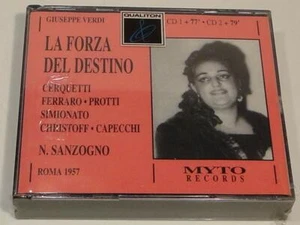 GIUSEPPE VERDI
QUALITON
CD 1 + 77' • CD 2 + 79'
LA FORZA
DEL DESTINO
CERQUETTI
FERRARO • PROTTI
SIMIONATO
CHRISTOFF • CAPECCHI
N. SANZOGNO
ROMA 1957
MYTO
RECORDS